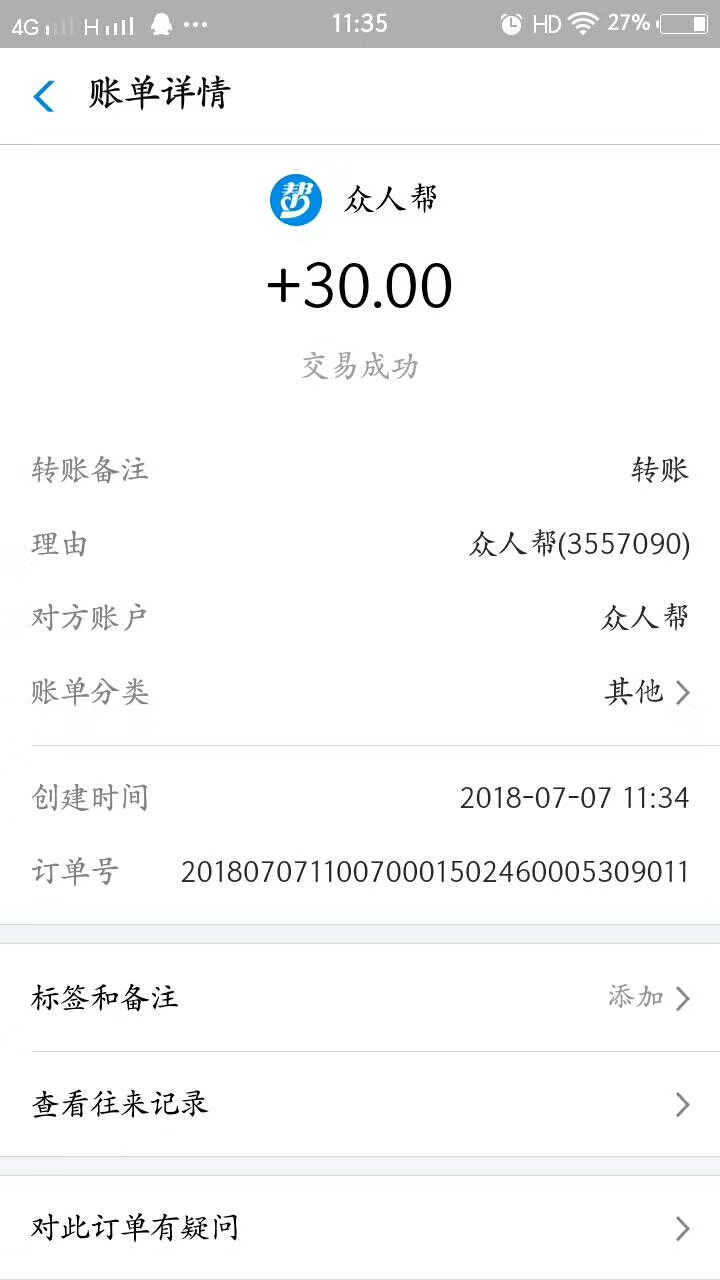 4G H ··· 11:35 HD 27%
账单详情
帮 众人帮
+30.00
交易成功
转账备注 转账
理由 众人帮(3557090)
对方账户 众人帮
账单分类 其他
创建时间 2018-07-07 11:34
订单号 20180707110070001502460005309011
标签和备注 添加
查看往来记录
对此订单有疑问